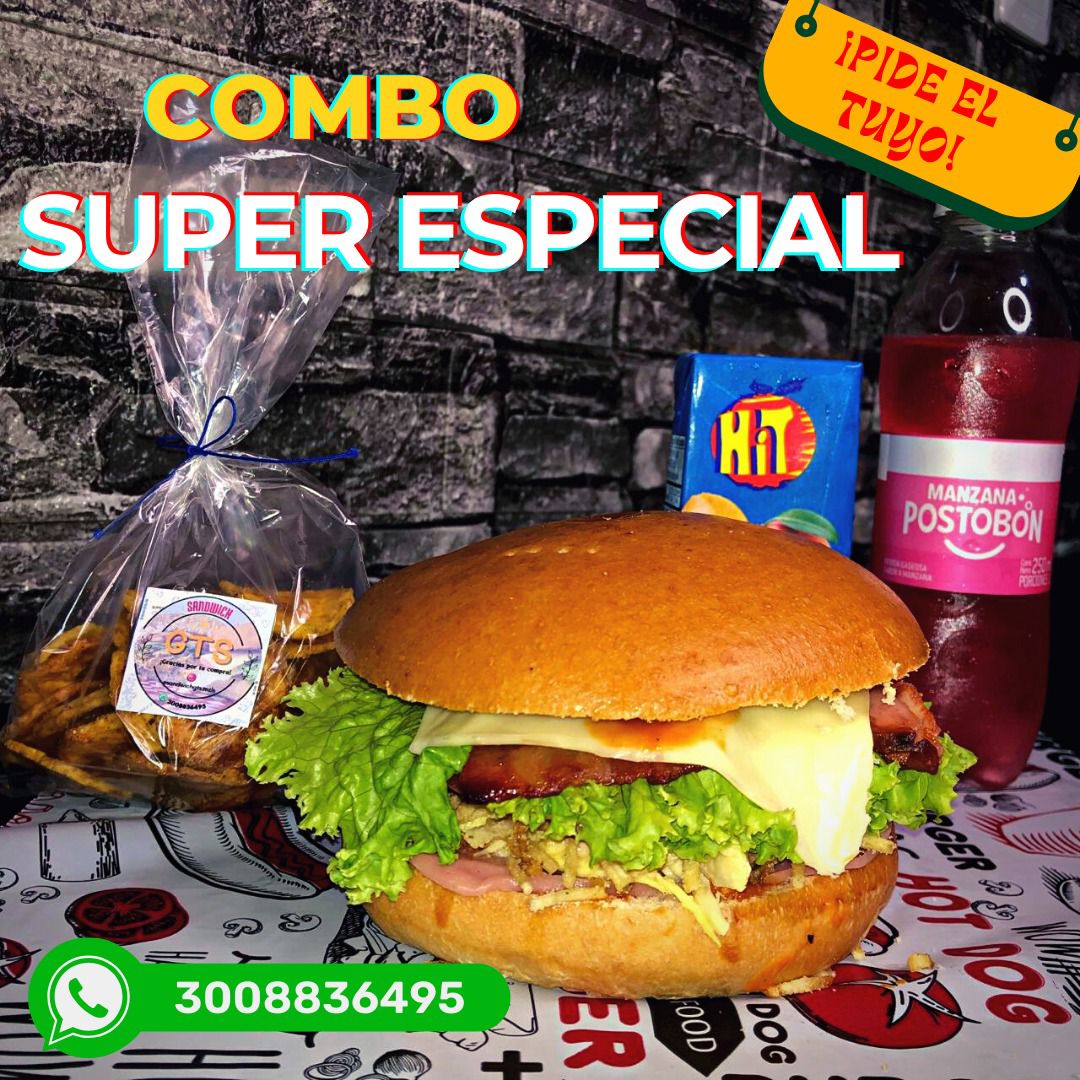 ¡PIDE EL
TUYO!
COMBO
SUPER ESPECIAL
HiT
MANZANA
POSTOBÓN
SANDWICH
GTS
¡Gracias por tu compra!
3008836495
3008836495
BURGER
HOT DOG
FOOD
DOG